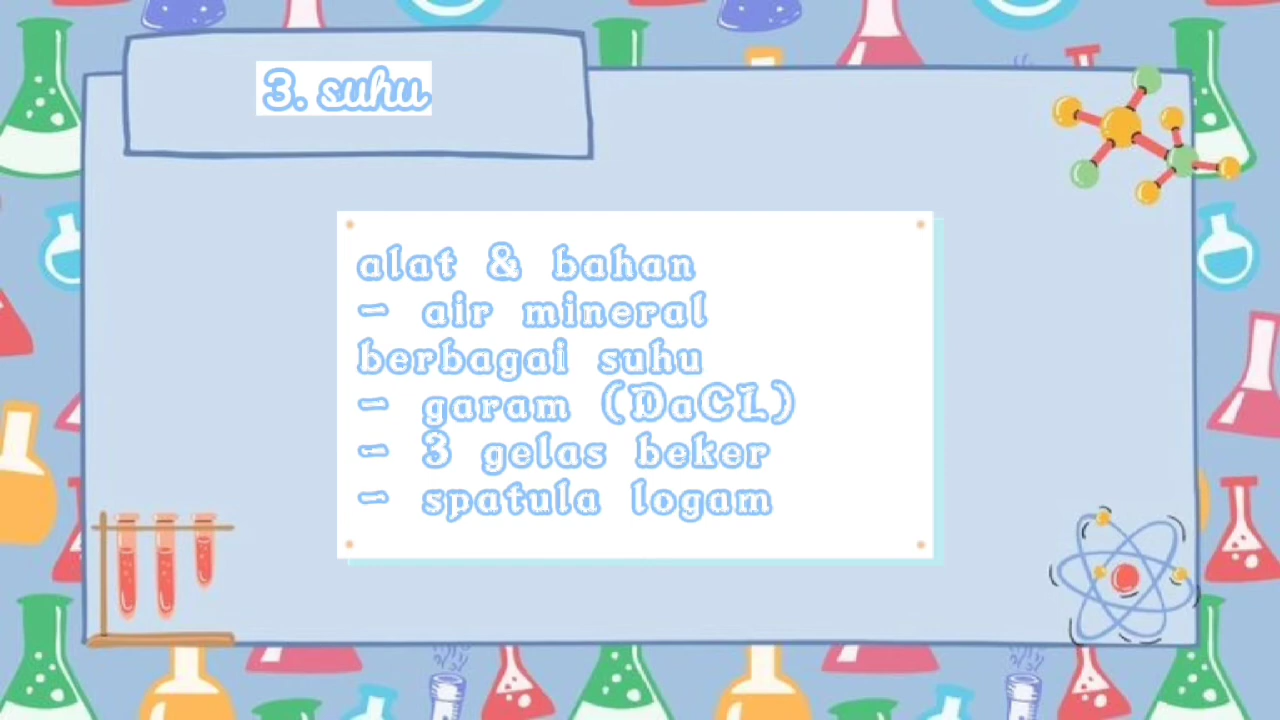 3. suhu
alat & bahan
- air mineral
berbagai suhu
- garam (DaCL)
- 3 gelas beker
- spatula logam